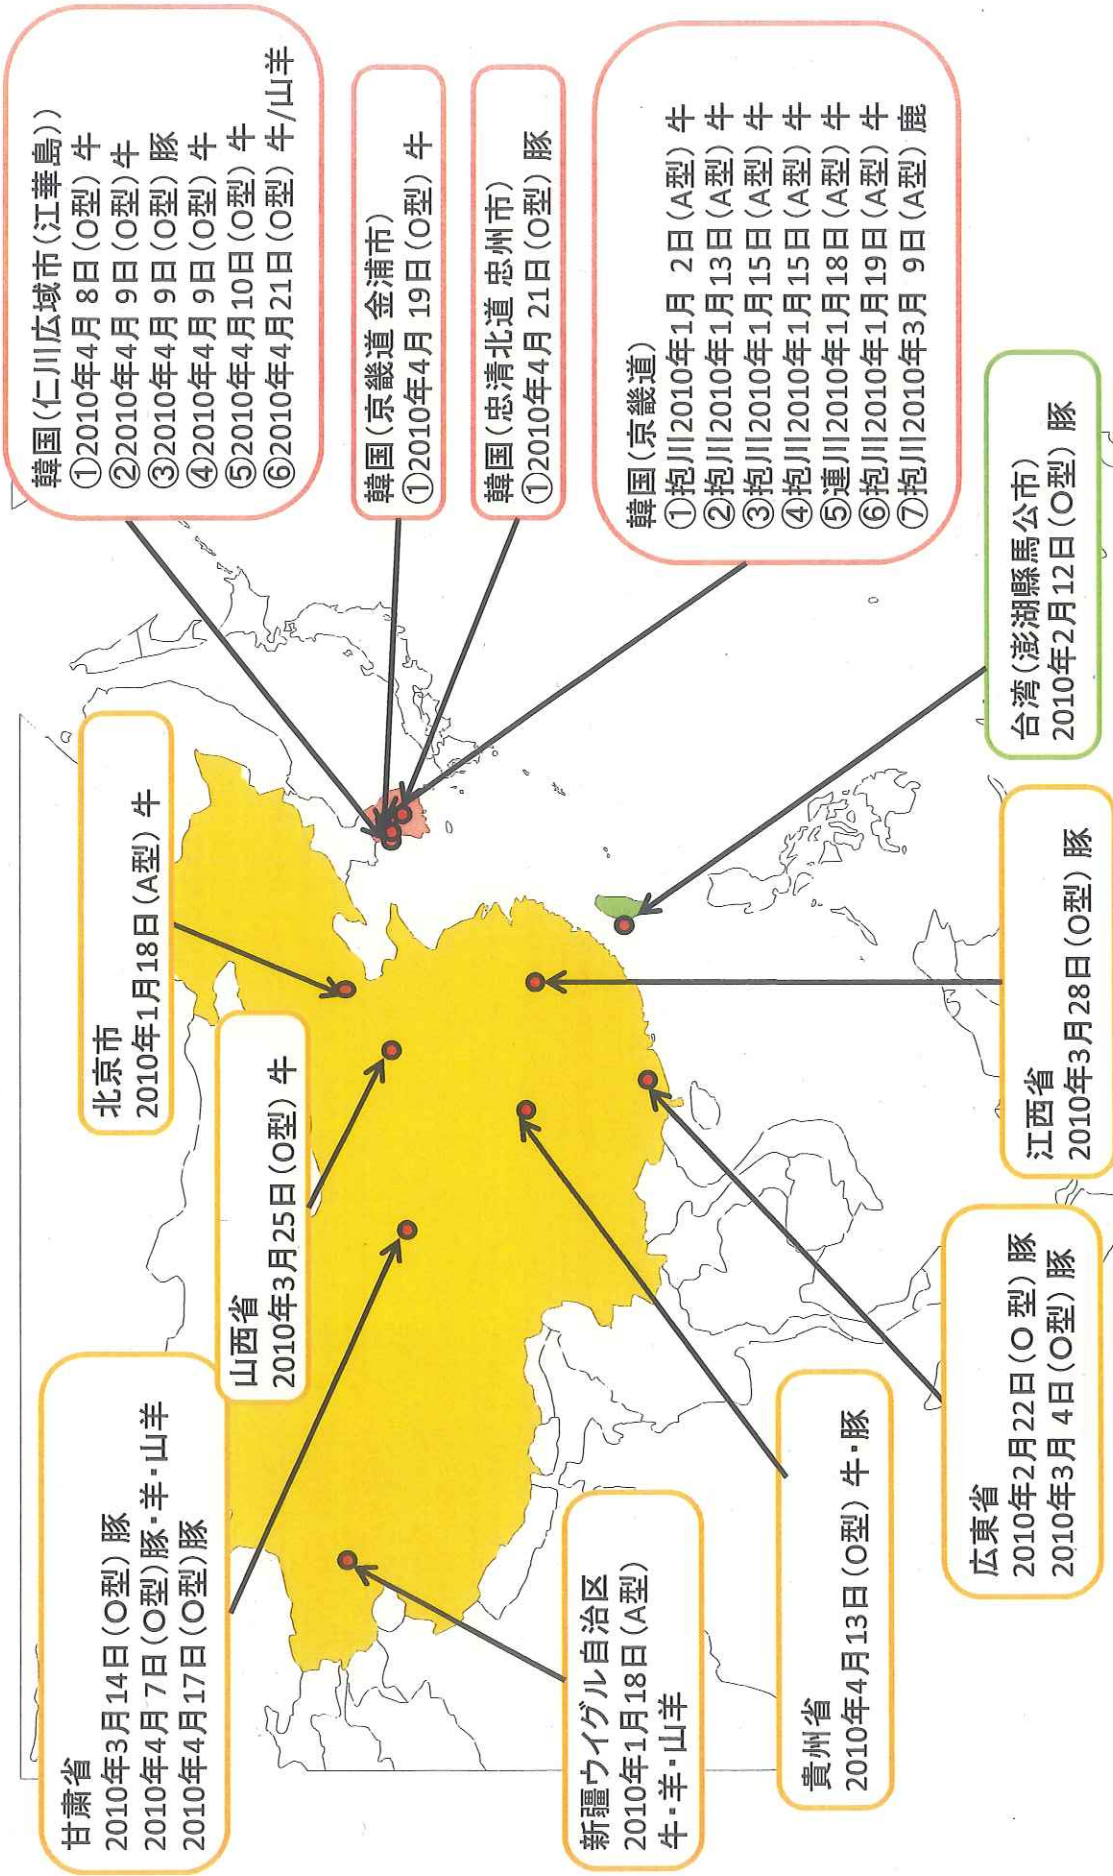 甘粛省
2010年3月14日(O型) 豚
2010年4月 7日(O型)豚・羊・山羊
2010年4月17日(O型)豚
山西省
2010年3月25日(O型) 牛
北京市
2010年1月18日(A型) 牛
韓国(仁川広域市(江華島))
①2010年4月 8日(O型) 牛
②2010年4月 9日(O型)牛
③2010年4月 9日(O型) 豚
④2010年4月 9日(O型) 牛
⑤2010年4月10日(O型) 牛
⑥2010年4月21日(O型) 牛/山羊
韓国(京畿道 金浦市)
①2010年4月 19日(O型) 牛
韓国(忠清北道 忠州市)
①2010年4月 21日(O型) 豚
韓国(京畿道)
①抱川2010年1月 2日(A型) 牛
②抱川2010年1月13日(A型) 牛
③抱川2010年1月15日(A型) 牛
④抱川2010年1月15日(A型) 牛
⑤連川2010年1月18日(A型) 牛
⑥抱川2010年1月19日(A型) 牛
⑦抱川2010年3月 9日(A型) 鹿
新疆ウイグル自治区
2010年1月18日(A型)
牛・羊・山羊
貴州省
2010年4月13日(O型) 牛・豚
広東省
2010年2月22日(O 型) 豚
2010年3月 4日(O型) 豚
江西省
2010年3月28日(O型) 豚
台湾(澎湖縣馬公市)
2010年2月12日(O型) 豚